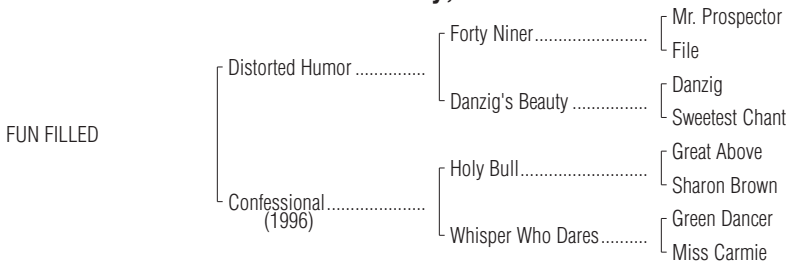 Mr. Prospector
Forty Niner......................
File
Distorted Humor ...............
Danzig
Danzig's Beauty ................
Sweetest Chant
FUN FILLED
Great Above
Holy Bull.........................
Sharon Brown
Confessional....................
(1996)
Green Dancer
Whisper Who Dares..........
Miss Carmie